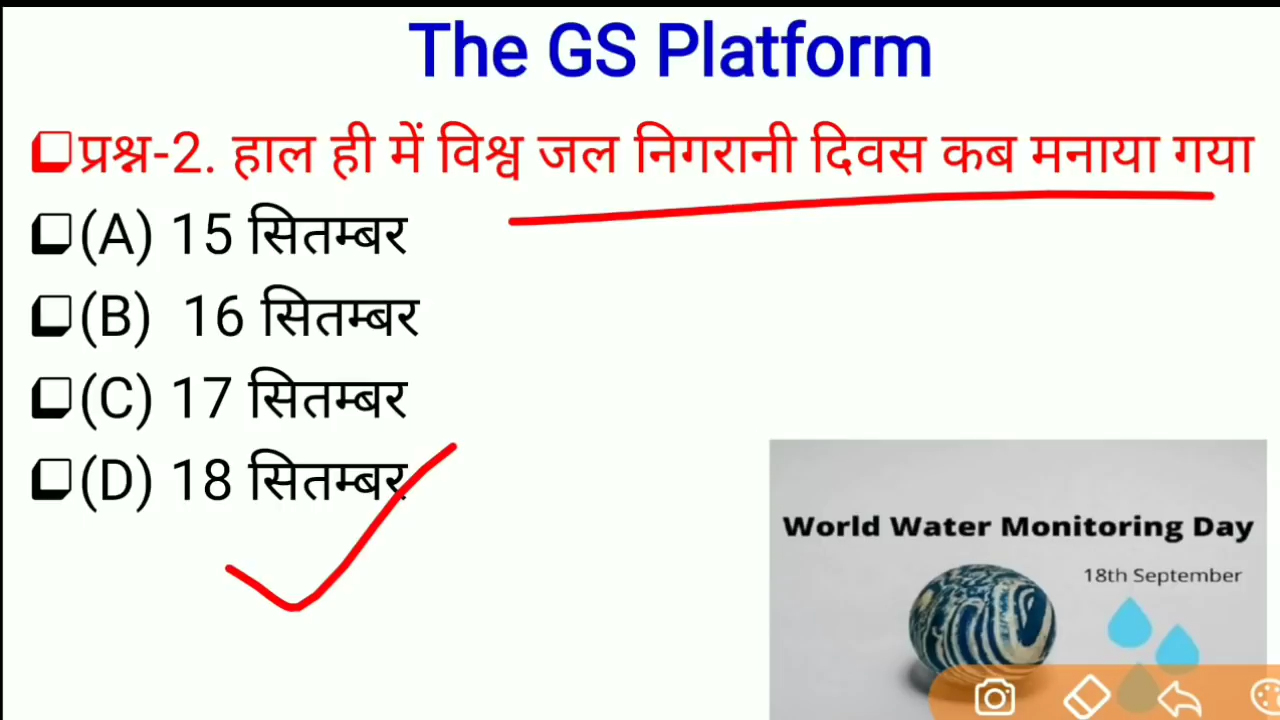 The GS Platform
प्रश्न-2. हाल ही में विश्व जल निगरानी दिवस कब मनाया गया
(A) 15 सितम्बर
(B) 16 सितम्बर
(C) 17 सितम्बर
(D) 18 सितम्बर
World Water Monitoring Day
18th September